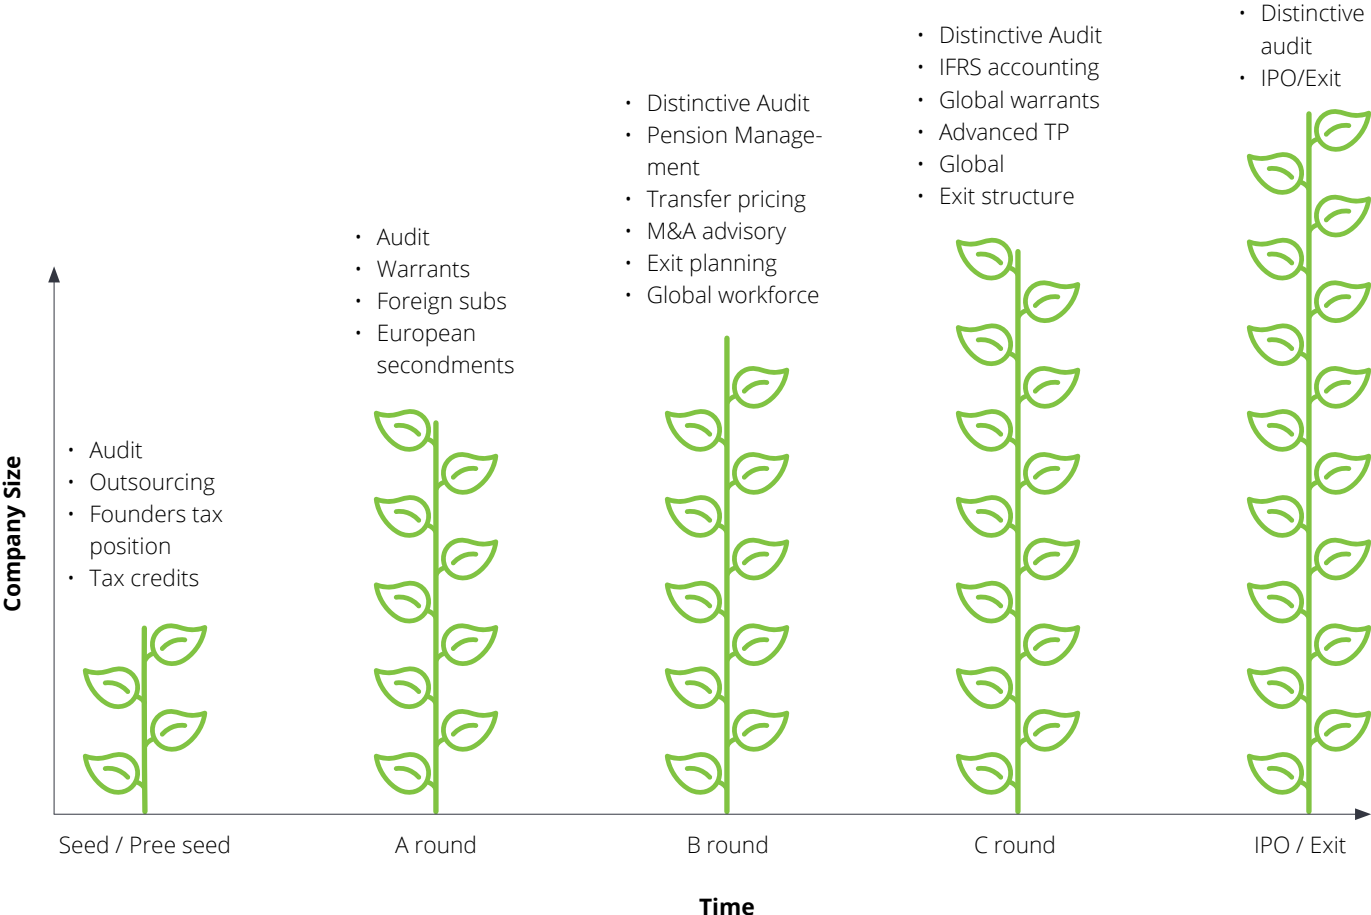 Company Size
• Audit
• Outsourcing
• Founders tax
position
• Tax credits
• Audit
• Warrants
• Foreign subs
• European
secondments
• Distinctive Audit
• Pension Manage-
ment
• Transfer pricing
• M&A advisory
• Exit planning
• Global workforce
• Distinctive Audit
• IFRS accounting
• Global warrants
• Advanced TP
• Global
• Exit structure
• Distinctive
audit
• IPO/Exit
Seed / Pree seed
A round
B round
C round
IPO / Exit
Time